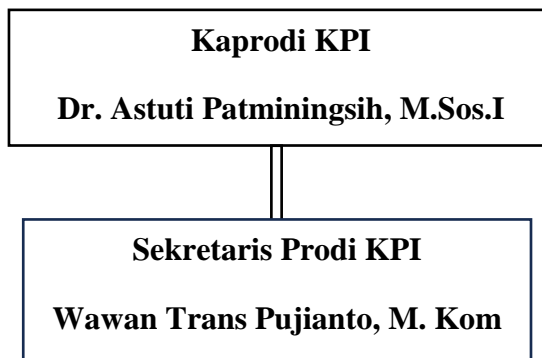 Kaprodi KPI
Dr. Astuti Patminingsih, M.Sos.I
Sekretaris Prodi KPI
Wawan Trans Pujianto, M. Kom